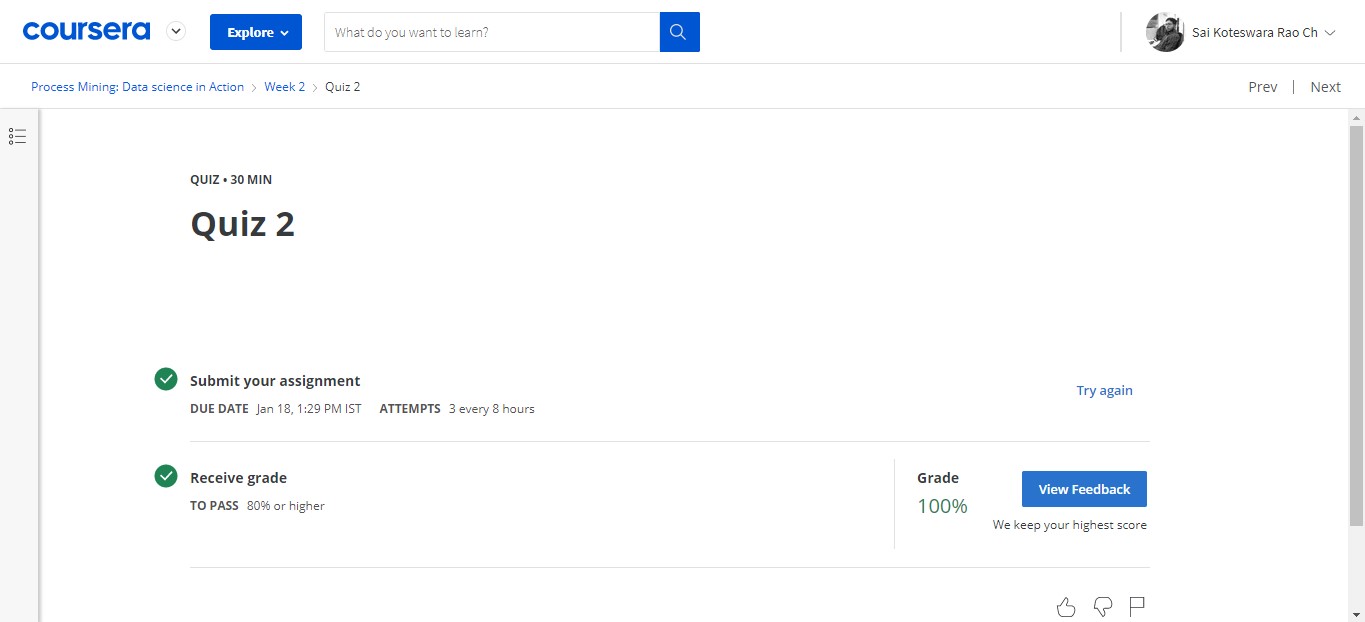 coursera
Explore
What do you want to learn?
Sai Koteswara Rao Ch
Process Mining: Data science in Action > Week 2 > Quiz 2
Prev | Next
QUIZ • 30 MIN
Quiz 2
Submit your assignment
Try again
DUE DATE Jan 18, 1:29 PM IST ATTEMPTS 3 every 8 hours
Receive grade
TO PASS 80% or higher
Grade
100%
View Feedback
We keep your highest score